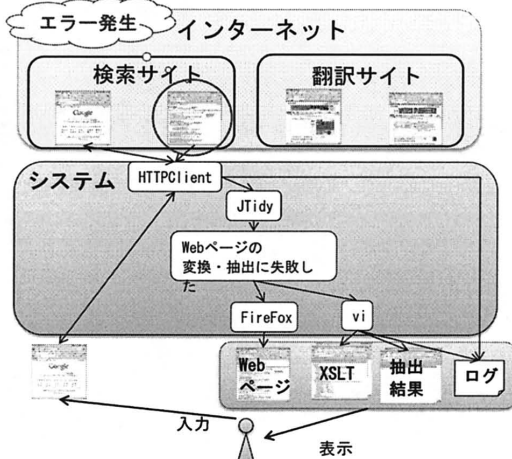 エラー発生
インターネット
検索サイト
翻訳サイト
Google
システム
HTTPClient
JTidy
Webページの
変換・抽出に失敗し
た
FireFox
vi
Google
Web
ページ
XSLT
抽出
結果
ログ
入力
表示